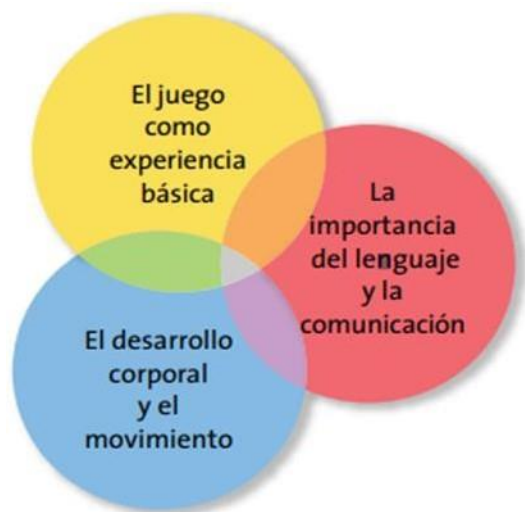 El juego
como
experiencia
básica
La
importancia
del lenguaje
y la
comunicación
El desarrollo
corporal
y el
movimiento